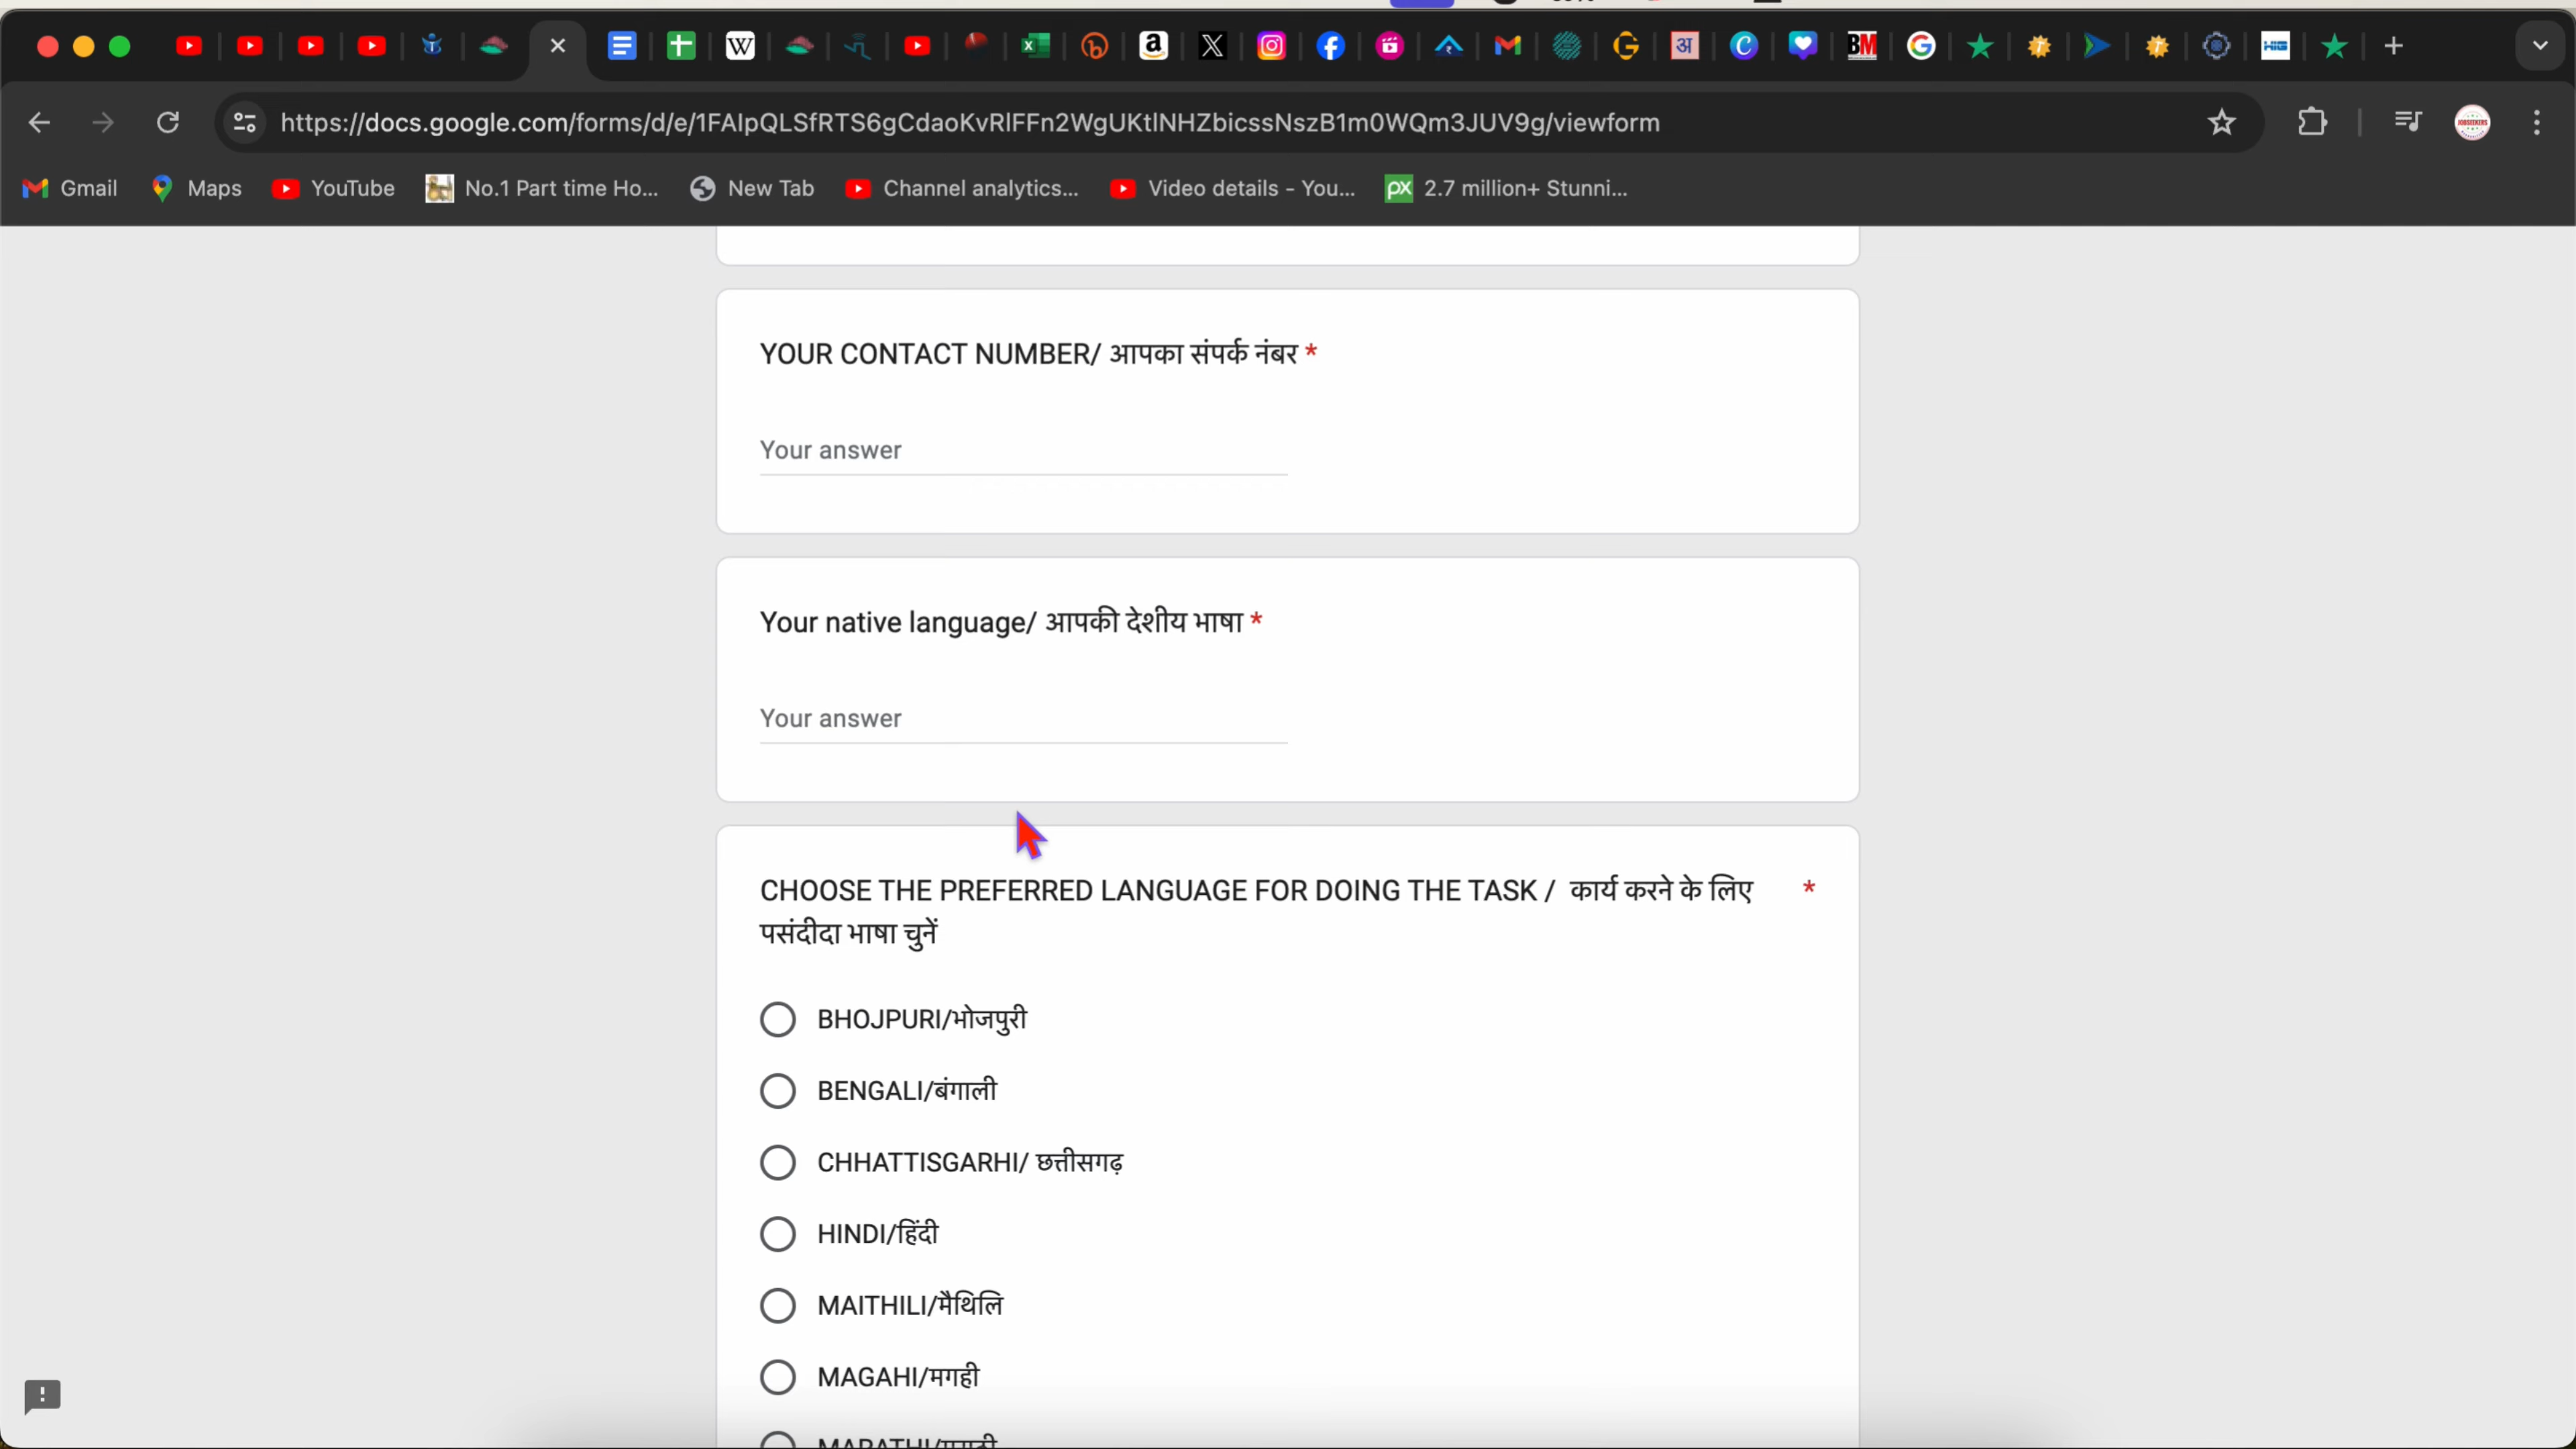 https://docs.google.com/forms/d/e/1FAIpQLSfRTS6gCdaoKvRlFFn2WgUKtlNHZbicssNszB1m0WQm3JUV9g/viewform
Gmail Maps YouTube No.1 Part time Ho... New Tab Channel analytics... Video details - You... 2.7 million+ Stunni...
YOUR CONTACT NUMBER/ आपका संपर्क नंबर *
Your answer
Your native language/ आपकी देशीय भाषा *
Your answer
CHOOSE THE PREFERRED LANGUAGE FOR DOING THE TASK / कार्य करने के लिए *
पसंदीदा भाषा चुनें
BHOJPURI/भोजपुरी
BENGALI/बंगाली
CHHATTISGARHI/ छत्तीसगढ़
HINDI/हिंदी
MAITHILI/मैथिलि
MAGAHI/मगही